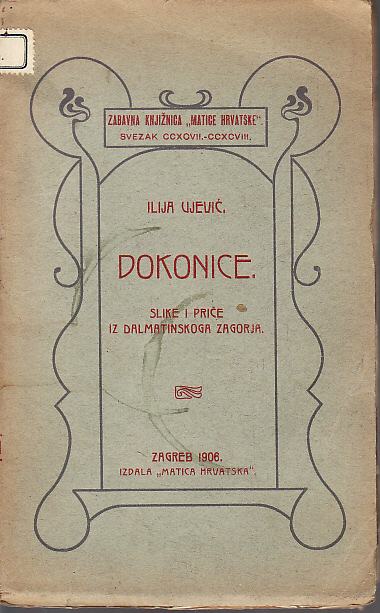 ZABAVNA KNJIŽNICA „MATICE HRVATSKE“.
SVEZAK CCXCVII.-CCXCVIII.
ILIJA UJEVIĆ.
DOKONICE.
SLIKE I PRIČE
IZ DALMATINSKOGA ZAGORJA.
ZAGREB 1906.
IZDALA „MATICA HRVATSKA“.